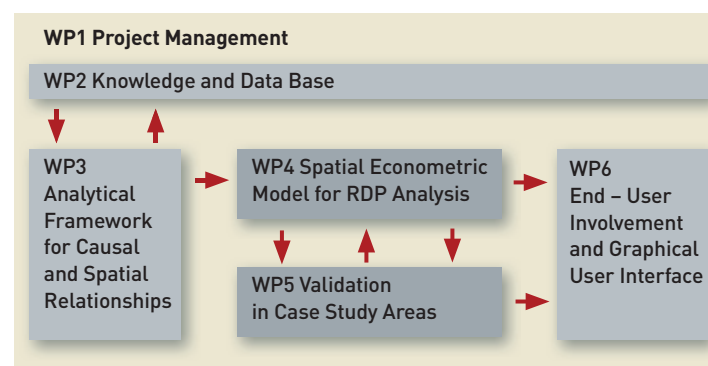 WP1 Project Management
WP2 Knowledge and Data Base
WP3
Analytical
Framework
for Causal
and Spatial
Relationships
WP4 Spatial Econometric
Model for RDP Analysis
WP5 Validation
in Case Study Areas
WP6
End – User
Involvement
and Graphical
User Interface